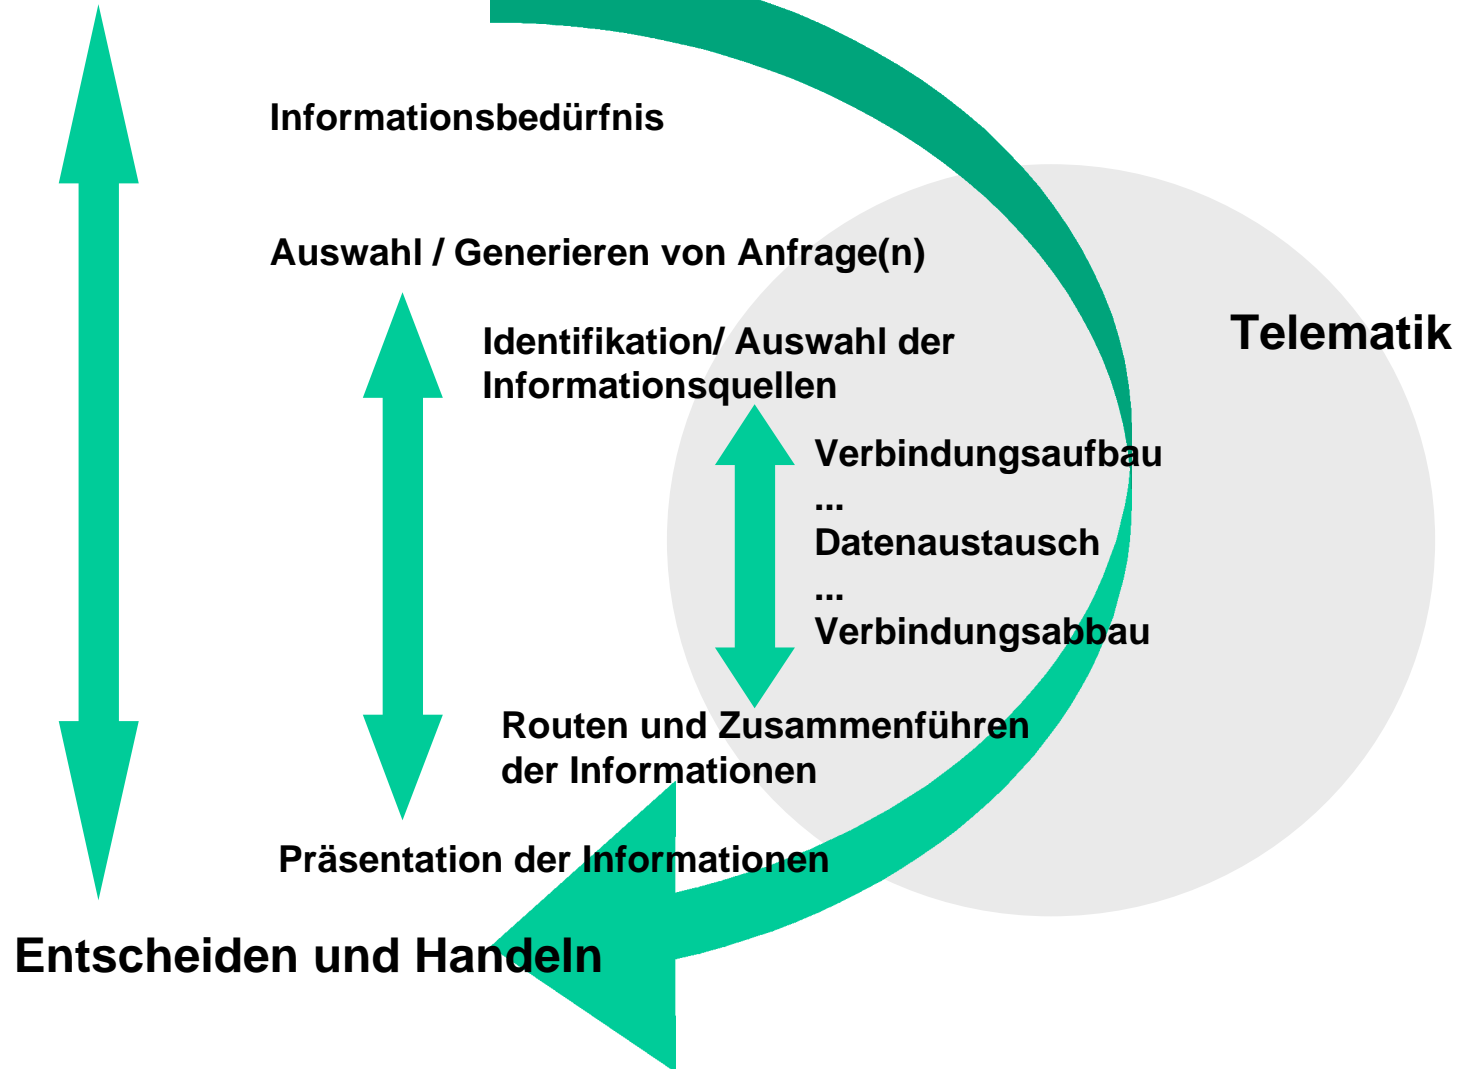 Informationsbedürfnis
Auswahl / Generieren von Anfrage(n)
Identifikation/ Auswahl der
Informationsquellen
Telematik
Verbindungsaufbau
...
Datenaustausch
...
Verbindungsabbau
Routen und Zusammenführen
der Informationen
Präsentation der Informationen
Entscheiden und Handeln